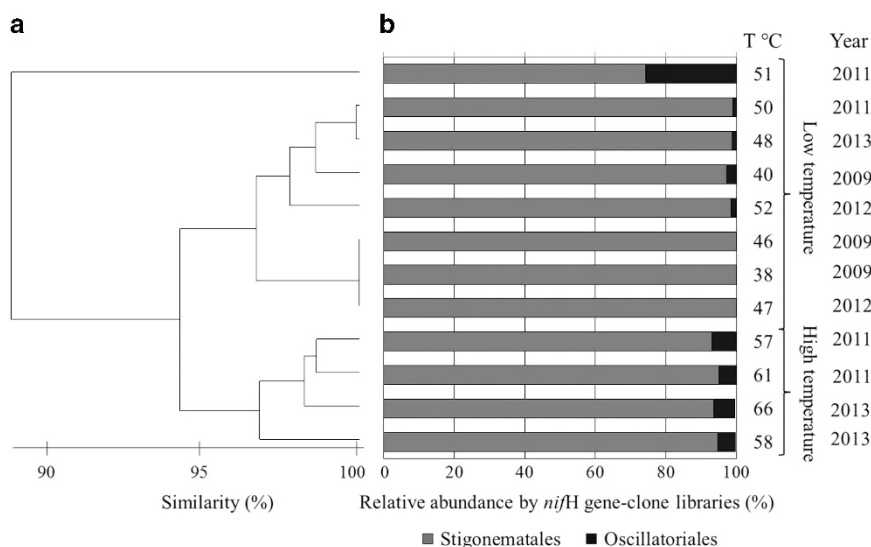 a
b
T °C
Year
51 2011
50 2011
48 2013
40 2009
52 2012
46 2009
38 2009
47 2012
57 2011
61 2011
66 2013
58 2013
Low temperature
High temperature
90 95 100
0 20 40 60 80 100
Similarity (%)
Relative abundance by nifH gene-clone libraries (%)
Stigonematales Oscillatoriales